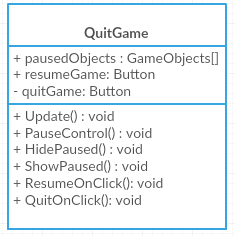 QuitGame
+ pausedObjects : GameObjects[]
+ resumeGame: Button
- quitGame: Button
+ Update() : void
+ PauseControl() : void
+ HidePaused() : void
+ ShowPaused() : void
+ ResumeOnClick(): void
+ QuitOnClick(): void